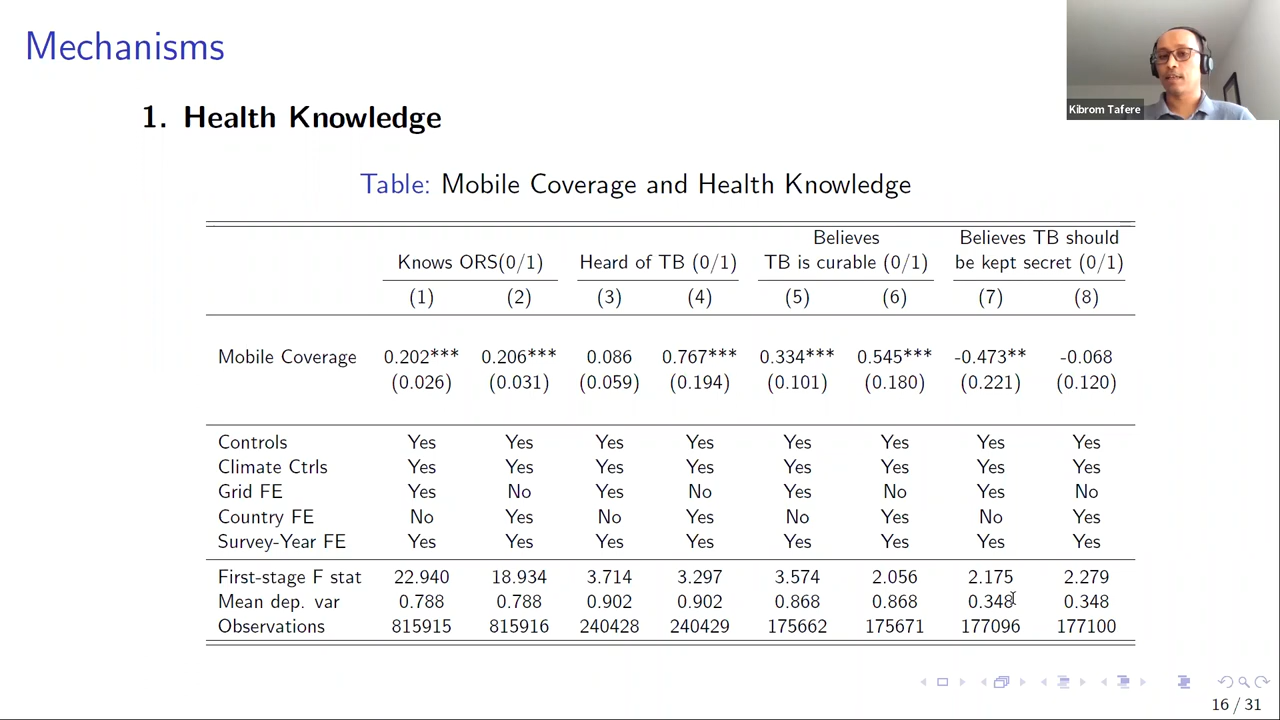 Mechanisms
Kibrom Tafere
1. Health Knowledge
Table: Mobile Coverage and Health Knowledge
Believes Believes TB should
Knows ORS(0/1) Heard of TB (0/1) TB is curable (0/1) be kept secret (0/1)
(1) (2) (3) (4) (5) (6) (7) (8)
Mobile Coverage 0.202*** 0.206*** 0.086 0.767*** 0.334*** 0.545*** -0.473** -0.068
(0.026) (0.031) (0.059) (0.194) (0.101) (0.180) (0.221) (0.120)
Controls Yes Yes Yes Yes Yes Yes Yes Yes
Climate Ctrls Yes Yes Yes Yes Yes Yes Yes Yes
Grid FE Yes No Yes No Yes No Yes No
Country FE No Yes No Yes No Yes No Yes
Survey-Year FE Yes Yes Yes Yes Yes Yes Yes Yes
First-stage F stat 22.940 18.934 3.714 3.297 3.574 2.056 2.175 2.279
Mean dep. var 0.788 0.788 0.902 0.902 0.868 0.868 0.348 0.348
Observations 815915 815916 240428 240429 175662 175671 177096 177100
16 / 31